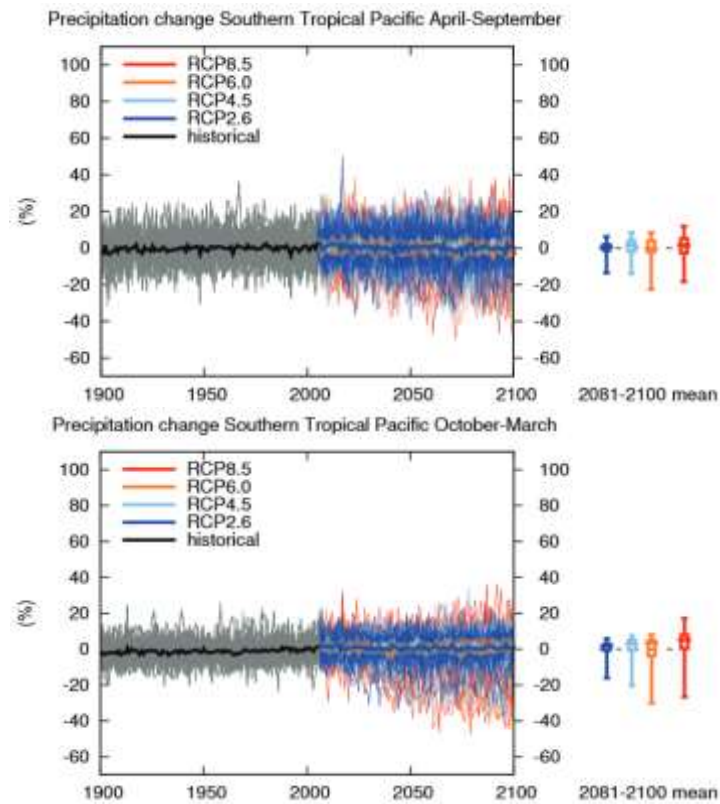 Precipitation change Southern Tropical Pacific April-September
100 100
RCP8.5
80 RCP6.0 80
60 RCP4.5 60
RCP2.6
40 historical 40
(%)
20 20
0 0
-20 -20
-40 -40
-60 -60
1900 1950 2000 2050 2100 2081-2100 mean
Precipitation change Southern Tropical Pacific October-March
100 100
RCP8.5
80 RCP6.0 80
60 RCP4.5 60
RCP2.6
40 historical 40
(%)
20 20
0 0
-20 -20
-40 -40
-60 -60
1900 1950 2000 2050 2100 2081-2100 mean